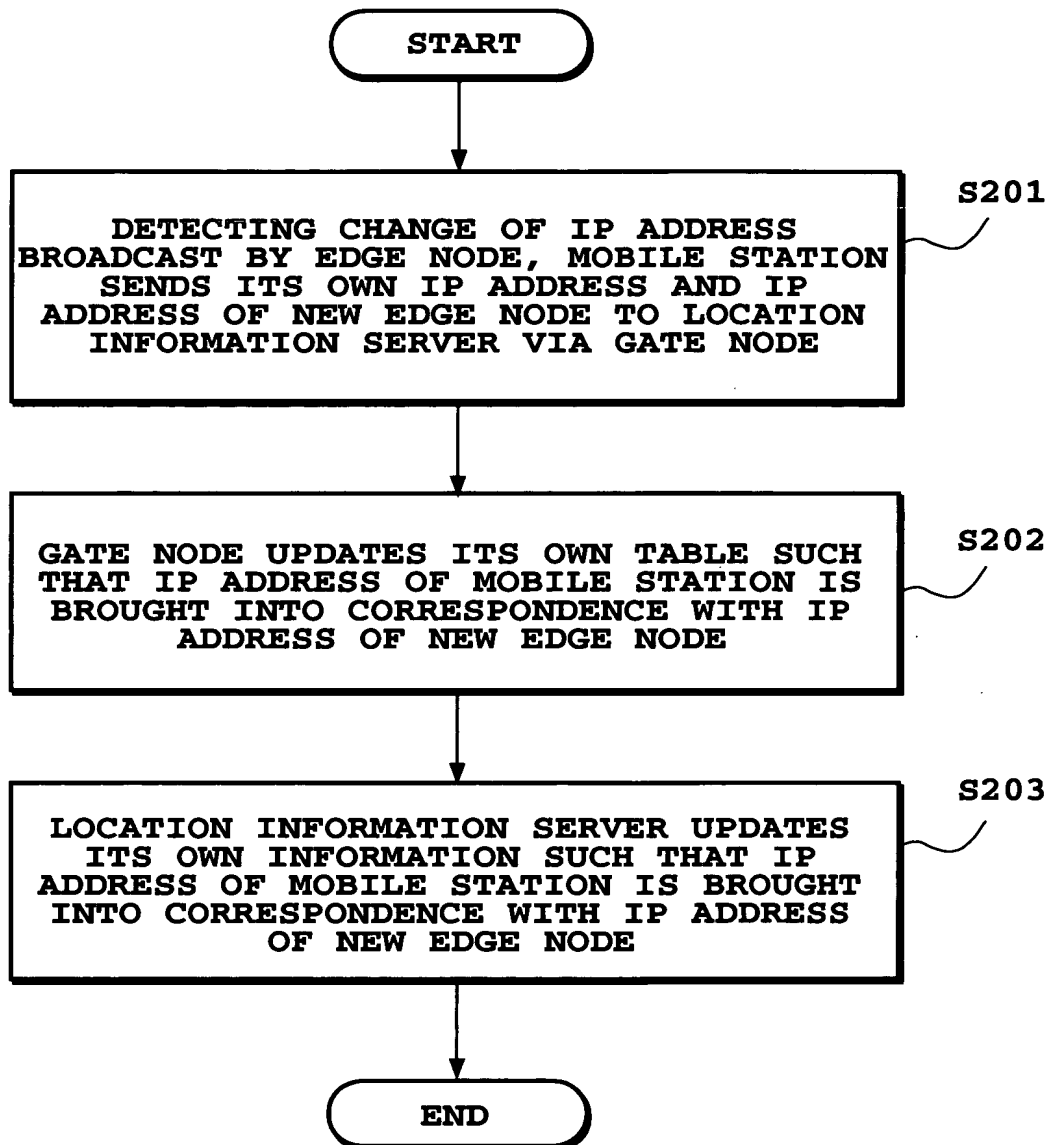 START
S201
DETECTING CHANGE OF IP ADDRESS
BROADCAST BY EDGE NODE, MOBILE STATION
SENDS ITS OWN IP ADDRESS AND IP
ADDRESS OF NEW EDGE NODE TO LOCATION
INFORMATION SERVER VIA GATE NODE
S202
GATE NODE UPDATES ITS OWN TABLE SUCH
THAT IP ADDRESS OF MOBILE STATION IS
BROUGHT INTO CORRESPONDENCE WITH IP
ADDRESS OF NEW EDGE NODE
S203
LOCATION INFORMATION SERVER UPDATES
ITS OWN INFORMATION SUCH THAT IP
ADDRESS OF MOBILE STATION IS BROUGHT
INTO CORRESPONDENCE WITH IP ADDRESS
OF NEW EDGE NODE
END